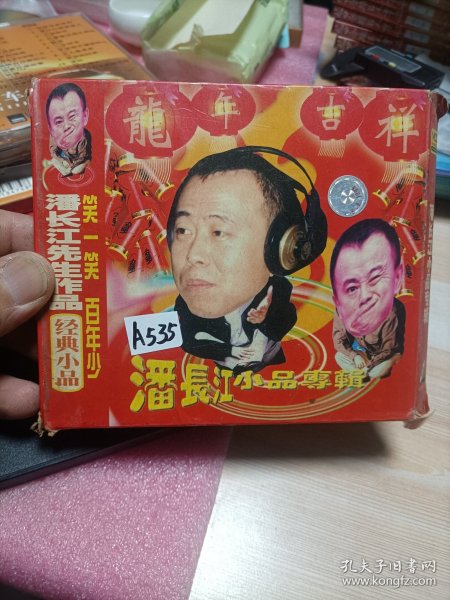 龍年吉祥
笑一笑 百年少
潘长江先生作品
经典小品
A535
潘長江小品專輯
孔夫子旧书网
www.kongfz.com